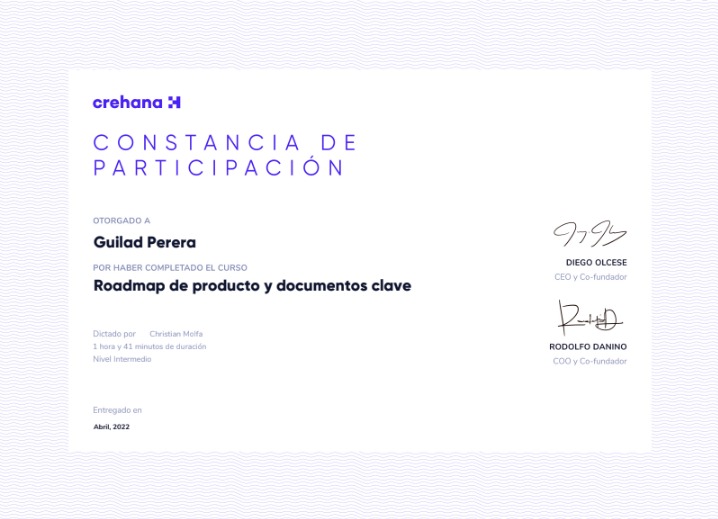 crehana
CONSTANCIA DE
PARTICIPACIÓN
OTORGADO A
Guilad Perera
POR HABER COMPLETADO EL CURSO
Roadmap de producto y documentos clave
Dictado por Christian Molfa
1 hora y 41 minutos de duración
Nivel Intermedio
Entregado en
Abril, 2022
DIEGO OLCESE
CEO y Co-fundador
RODOLFO DANINO
COO y Co-fundador